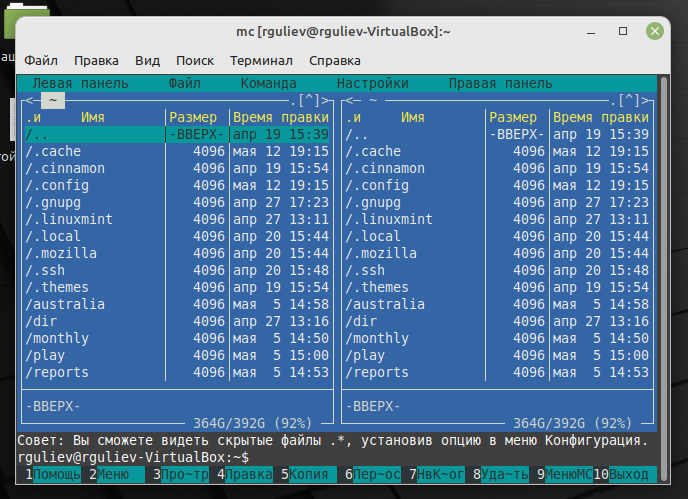 mc [rguliev@rguliev-VirtualBox]:~
Файл Правка Вид Поиск Терминал Справка
Левая панель Файл Команда Настройки Правая панель
<─ ~ .[^]> <─ ~ .[^]>
.и Имя Размер Время правки .и Имя Размер Время правки
/.. -ВВЕРХ- апр 19 15:39 /.. -ВВЕРХ- апр 19 15:39
/.cache 4096 мая 12 19:15 /.cache 4096 мая 12 19:15
/.cinnamon 4096 апр 19 15:54 /.cinnamon 4096 апр 19 15:54
/.config 4096 мая 12 19:15 /.config 4096 мая 12 19:15
/.gnupg 4096 апр 27 17:23 /.gnupg 4096 апр 27 17:23
/.linuxmint 4096 апр 27 13:11 /.linuxmint 4096 апр 27 13:11
/.local 4096 апр 20 15:44 /.local 4096 апр 20 15:44
/.mozilla 4096 апр 20 15:44 /.mozilla 4096 апр 20 15:44
/.ssh 4096 апр 20 15:48 /.ssh 4096 апр 20 15:48
/.themes 4096 апр 19 15:54 /.themes 4096 апр 19 15:54
/australia 4096 мая 5 14:58 /australia 4096 мая 5 14:58
/dir 4096 апр 27 13:16 /dir 4096 апр 27 13:16
/monthly 4096 мая 5 14:50 /monthly 4096 мая 5 14:50
/play 4096 мая 5 15:00 /play 4096 мая 5 15:00
/reports 4096 мая 5 14:53 /reports 4096 мая 5 14:53
-ВВЕРХ- -ВВЕРХ-
364G/392G (92%) 364G/392G (92%)
Совет: Вы сможете видеть скрытые файлы .*, установив опцию в меню Конфигурация.
rguliev@rguliev-VirtualBox:~$
1Помощь 2Меню 3Про~тр 4Правка 5Копия 6Пер~ос 7НвК~ог 8Уда~ть 9МенюMC 10Выход